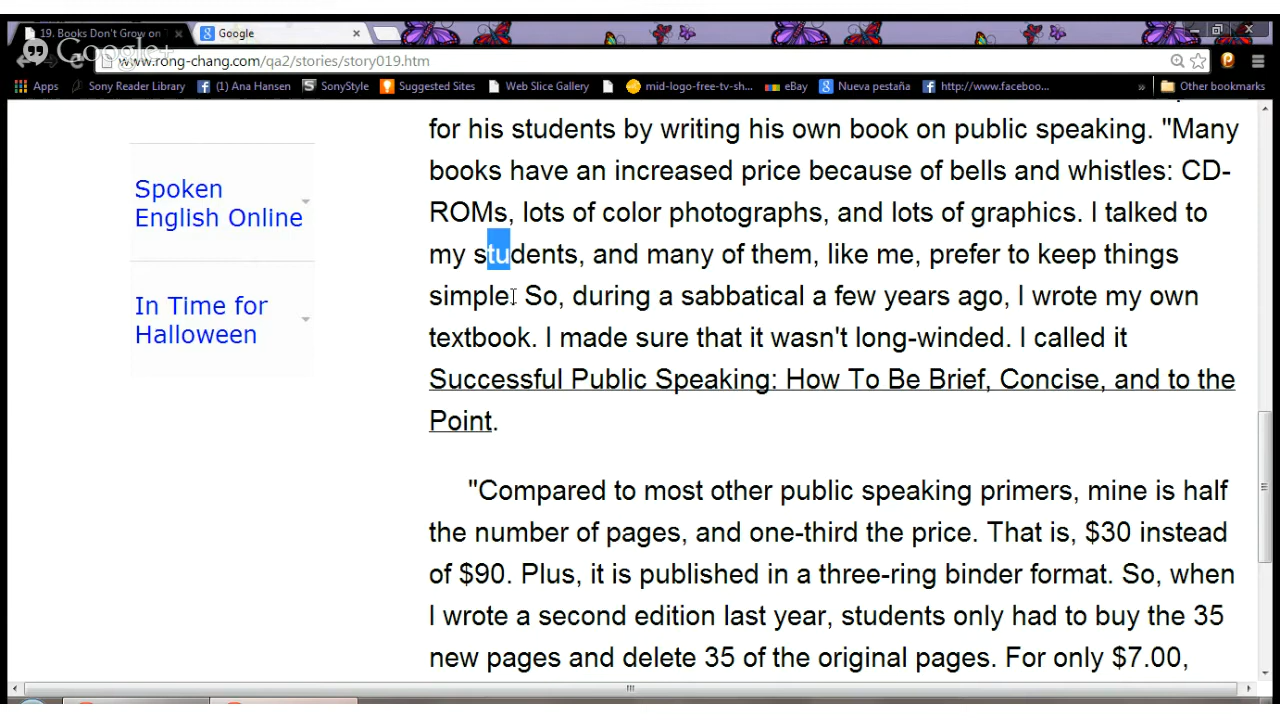 19. Books Don't Grow on
Google
Google+
www.rong-chang.com/qa2/stories/story019.htm
Apps
Sony Reader Library
(1) Ana Hansen
SonyStyle
Suggested Sites
Web Slice Gallery
mid-logo-free-tv-sh...
eBay
Nueva pestaña
http://www.faceboo...
»
Other bookmarks
Spoken
English Online
In Time for
Halloween
for his students by writing his own book on public speaking. "Many
books have an increased price because of bells and whistles: CD-
ROMs, lots of color photographs, and lots of graphics. I talked to
my students, and many of them, like me, prefer to keep things
simple. So, during a sabbatical a few years ago, I wrote my own
textbook. I made sure that it wasn't long-winded. I called it
Successful Public Speaking: How To Be Brief, Concise, and to the
Point.
"Compared to most other public speaking primers, mine is half
the number of pages, and one-third the price. That is, $30 instead
of $90. Plus, it is published in a three-ring binder format. So, when
I wrote a second edition last year, students only had to buy the 35
new pages and delete 35 of the original pages. For only $7.00,